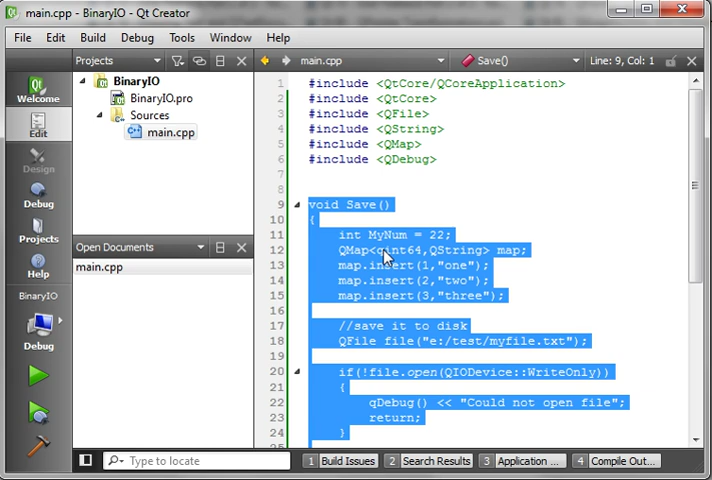 main.cpp - BinaryIO - Qt Creator
File Edit Build Debug Tools Window Help
Projects main.cpp Save() Line: 9, Col: 1
Welcome
Edit
Design
Debug
Projects
Help
BinaryIO
Debug
BinaryIO
BinaryIO.pro
Sources
main.cpp
Open Documents
main.cpp
1 #include <QtCore/QCoreApplication>
2 #include <QtCore>
3 #include <QFile>
4 #include <QString>
5 #include <QMap>
6 #include <QDebug>
7
8
9 void Save()
10 {
11 int MyNum = 22;
12 QMap<qint64,QString> map;
13 map.insert(1,"one");
14 map.insert(2,"two");
15 map.insert(3,"three");
16
17 //save it to disk
18 QFile file("e:/test/myfile.txt");
19
20 if(!file.open(QIODevice::WriteOnly))
21 {
22 qDebug() << "Could not open file";
23 return;
24 }
25
Type to locate 1 Build Issues 2 Search Results 3 Application ... 4 Compile Out...